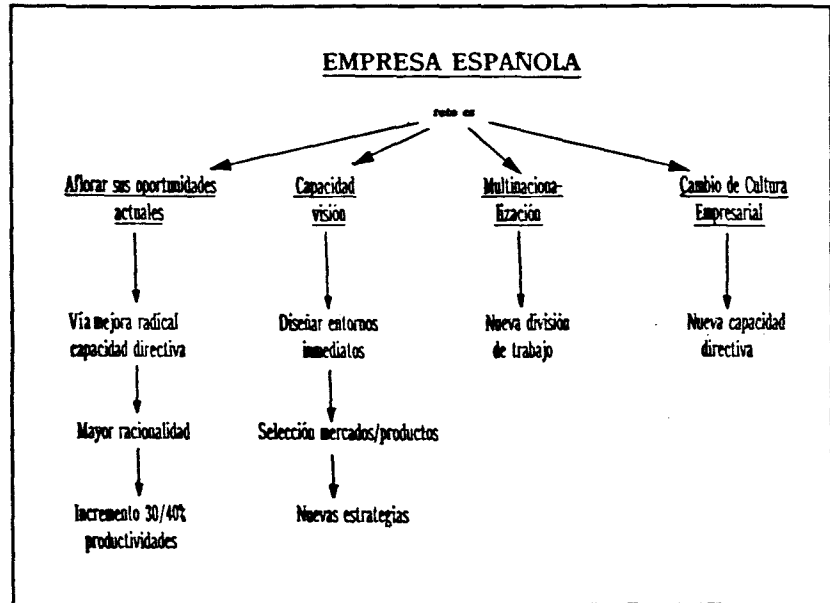 EMPRESA ESPAÑOLA
reto es
Aflorar sus oportunidades
actuales
Capacidad
visión
Multinaciona-
lización
Cambio de Cultura
Empresarial
Vía mejora radical
capacidad directiva
Diseñar entornos
inmediatos
Nueva división
de trabajo
Nueva capacidad
directiva
Mayor racionalidad
Selección mercados/productos
Incremento 30/40%
productividades
Nuevas estrategias